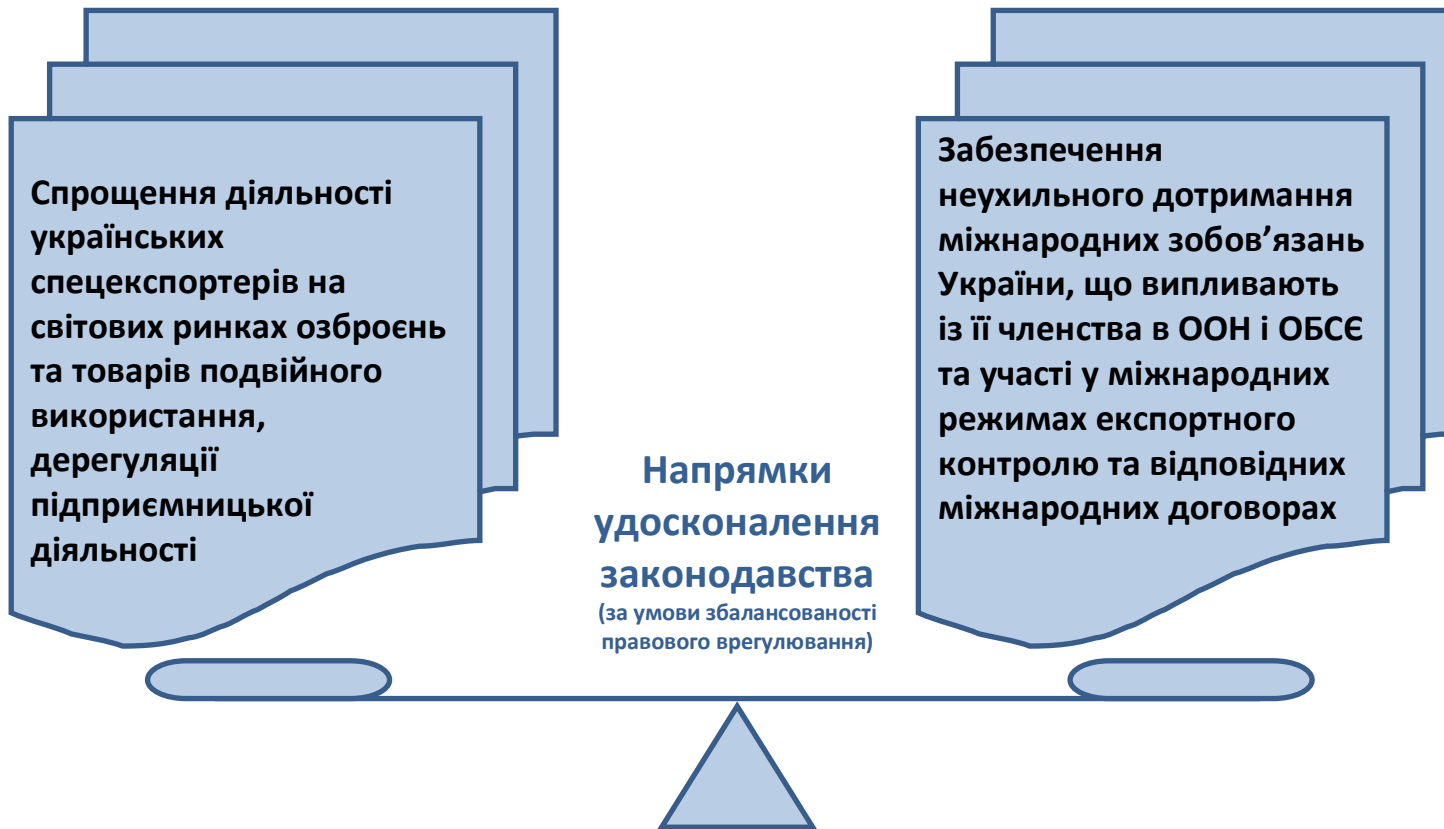 Спрощення діяльності
українських
спецекспортерів на
світових ринках озброєнь
та товарів подвійного
використання,
дерегуляції
підприємницької
діяльності
Напрямки
удосконалення
законодавства
(за умови збалансованості
правового врегулювання)
Забезпечення
неухильного дотримання
міжнародних зобов’язань
України, що випливають
із її членства в ООН і ОБСЄ
та участі у міжнародних
режимах експортного
контролю та відповідних
міжнародних договорах